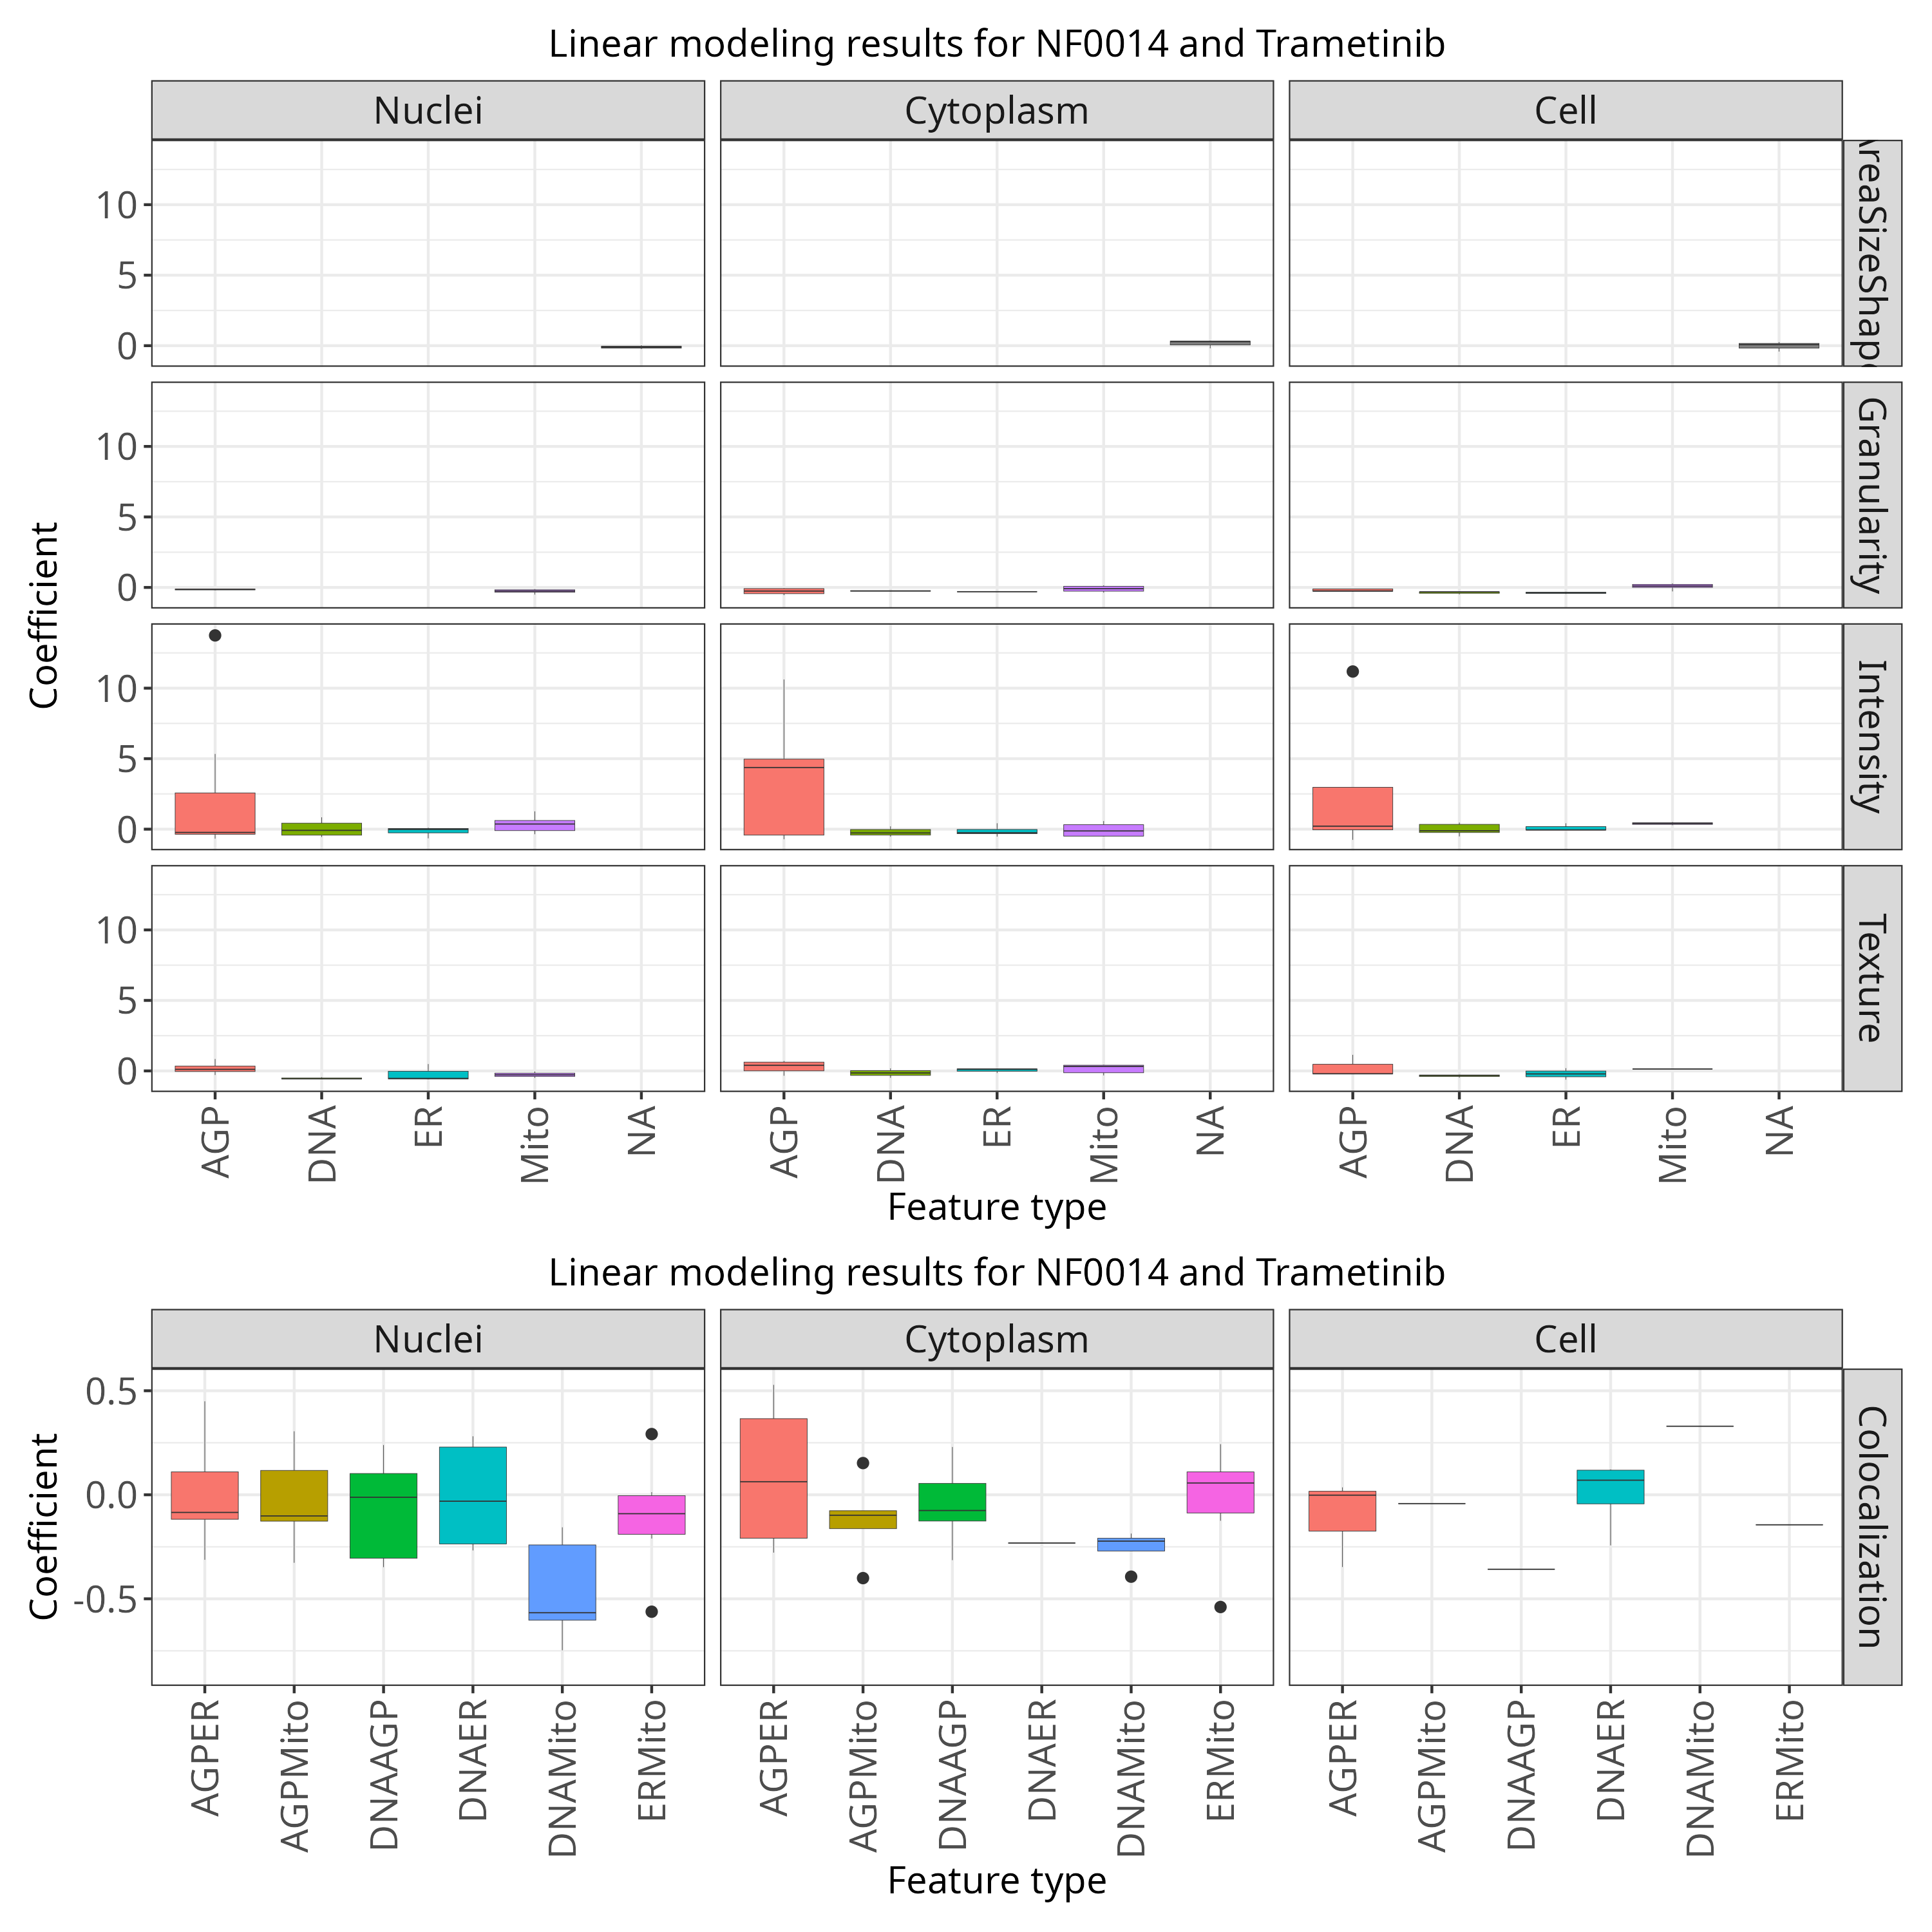 Linear modeling results for NF0014 and Trametinib
Nuclei Cytoplasm Cell
10
5
0
reaSizeShap
10
5
0
Granularity
Coefficient
10
5
0
Intensity
10
5
0
Texture
AGP DNA ER Mito NA AGP DNA ER Mito NA AGP DNA ER Mito NA
Feature type
Linear modeling results for NF0014 and Trametinib
Nuclei Cytoplasm Cell
0.5
0.0
-0.5
Coefficient
Colocalization
AGPER AGPMito DNAAGP DNAER DNAMito ERMito AGPER AGPMito DNAAGP DNAER DNAMito ERMito AGPER AGPMito DNAAGP DNAER DNAMito ERMito
Feature type